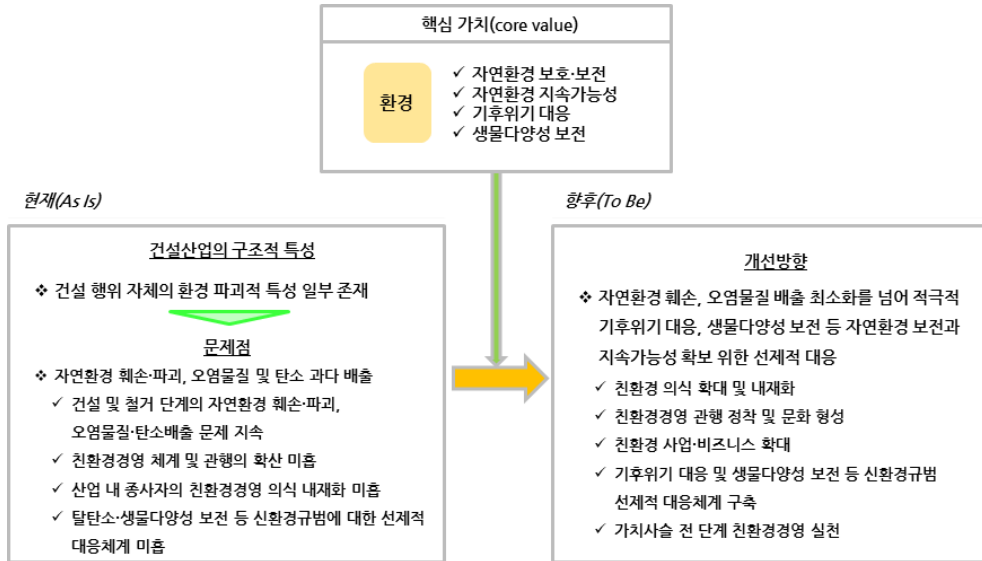 핵심 가치(core value)
환경
✓ 자연환경 보호·보전
✓ 자연환경 지속가능성
✓ 기후위기 대응
✓ 생물다양성 보전
현재(As Is)
건설산업의 구조적 특성
❖ 건설 행위 자체의 환경 파괴적 특성 일부 존재
문제점
❖ 자연환경 훼손·파괴, 오염물질 및 탄소 과다 배출
✓ 건설 및 철거 단계의 자연환경 훼손·파괴,
오염물질·탄소배출 문제 지속
✓ 친환경경영 체계 및 관행의 확산 미흡
✓ 산업 내 종사자의 친환경경영 의식 내재화 미흡
✓ 탈탄소·생물다양성 보전 등 신환경규범에 대한 선제적
대응체계 미흡
향후(To Be)
개선방향
❖ 자연환경 훼손, 오염물질 배출 최소화를 넘어 적극적
기후위기 대응, 생물다양성 보전 등 자연환경 보전과
지속가능성 확보 위한 선제적 대응
✓ 친환경 의식 확대 및 내재화
✓ 친환경경영 관행 정착 및 문화 형성
✓ 친환경 사업·비즈니스 확대
✓ 기후위기 대응 및 생물다양성 보전 등 신환경규범
선제적 대응체계 구축
✓ 가치사슬 전 단계 친환경경영 실천